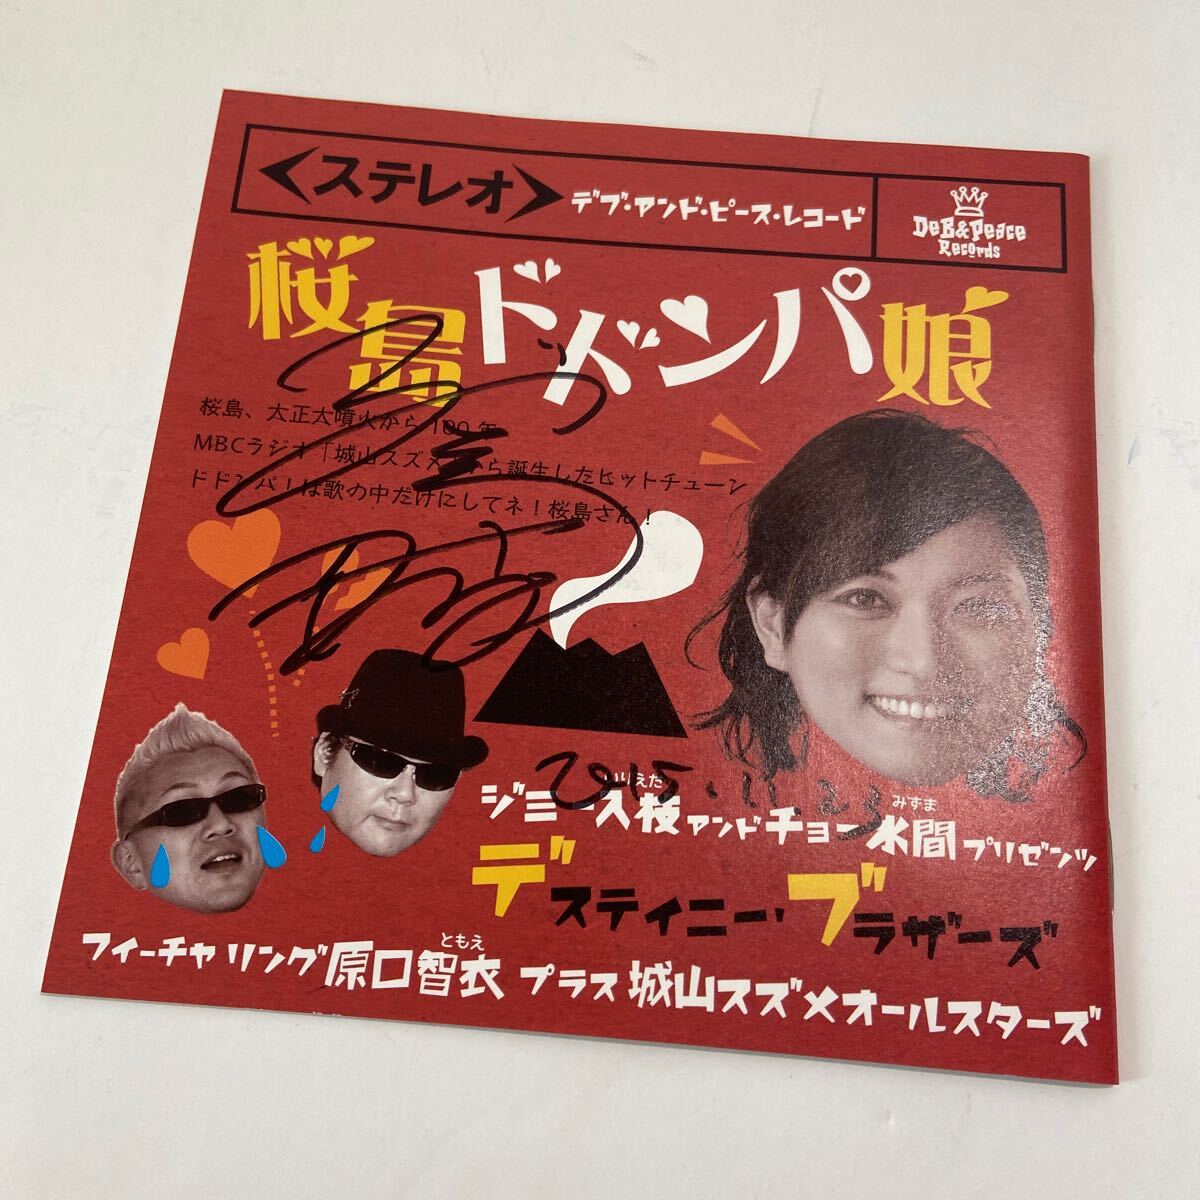 〈ステレオ〉デブ・アンド・ピース・レコード
DeB&Peace
Records
桜島ドドンパ娘
桜島、大正大噴火から100年
MBCラジオ「城山スズメ」から誕生したヒットチューン
ドドンパ！は歌の中だけにしてネ！桜島さん！
2015.11.23
いりえだ みずま
ジミー入枝アンドチョー水間プリゼンツ
デスティニー・ブラザーズ
ともえ
フィーチャリング原口智衣プラス城山スズメオールスターズ